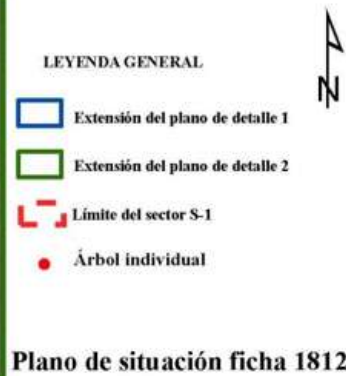 LEYENDA GENERAL
N
Extensión del plano de detalle 1
Extensión del plano de detalle 2
Límite del sector S-1
Árbol individual
Plano de situación ficha 1812